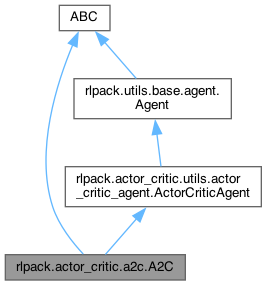 ABC
rlpack.utils.base.agent.
Agent
rlpack.actor_critic.utils.actor
_critic_agent.ActorCriticAgent
rlpack.actor_critic.a2c.A2C